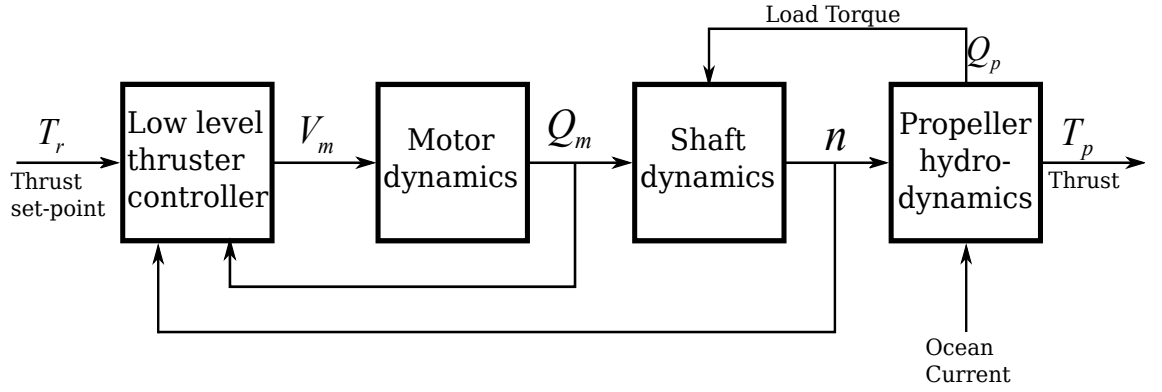 Load Torque
Q_p
T_r
Thrust
set-point
Low level
thruster
controller
V_m
Motor
dynamics
Q_m
Shaft
dynamics
n
Propeller
hydro-
dynamics
T_p
Thrust
Ocean
Current